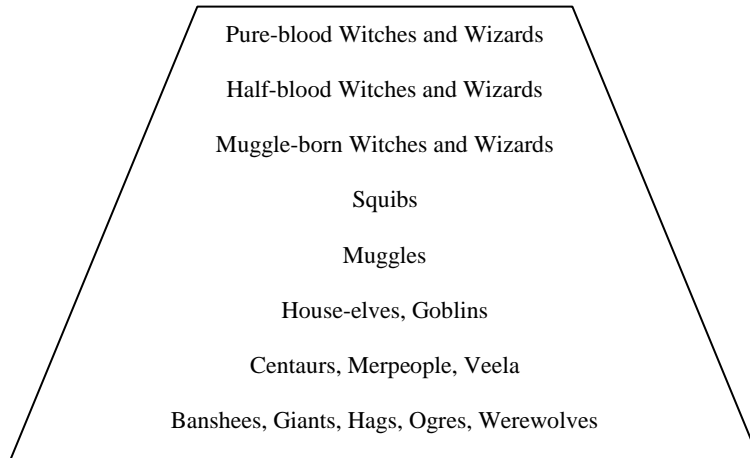 Pure-blood Witches and Wizards
Half-blood Witches and Wizards
Muggle-born Witches and Wizards
Squibs
Muggles
House-elves, Goblins
Centaurs, Merpeople, Veela
Banshees, Giants, Hags, Ogres, Werewolves